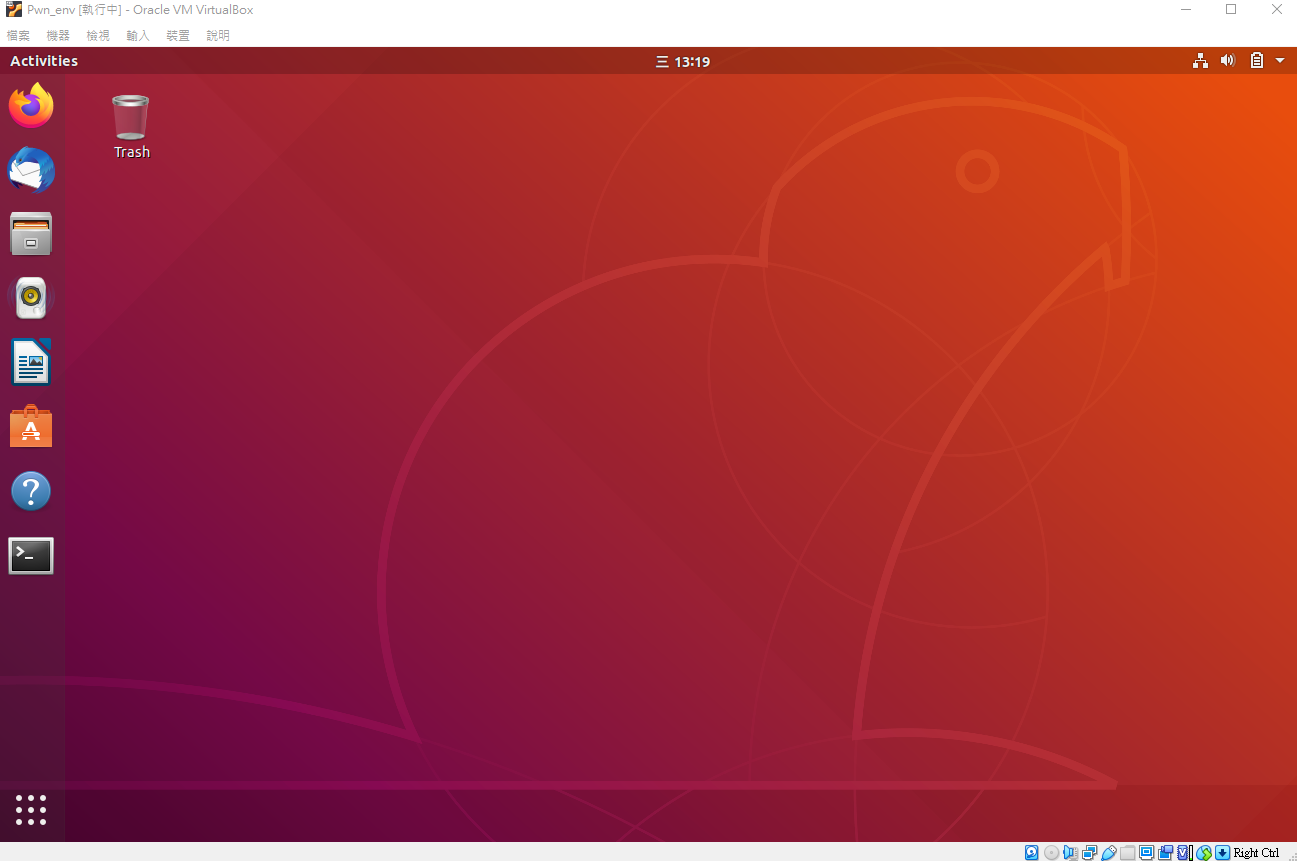 Pwn_env [執行中] - Oracle VM VirtualBox
檔案 機器 檢視 輸入 裝置 說明
Activities 三 13:19
Trash
Right Ctrl